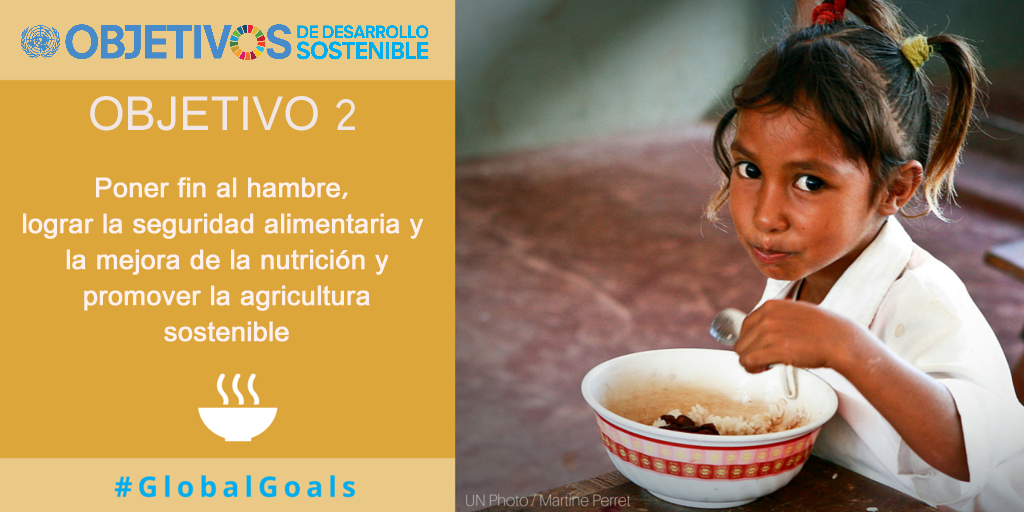 OBJETIVOS DE DESARROLLO SOSTENIBLE
OBJETIVO 2
Poner fin al hambre,
lograr la seguridad alimentaria y
la mejora de la nutrición y
promover la agricultura
sostenible
#GlobalGoals
UN Photo / Martine Perret